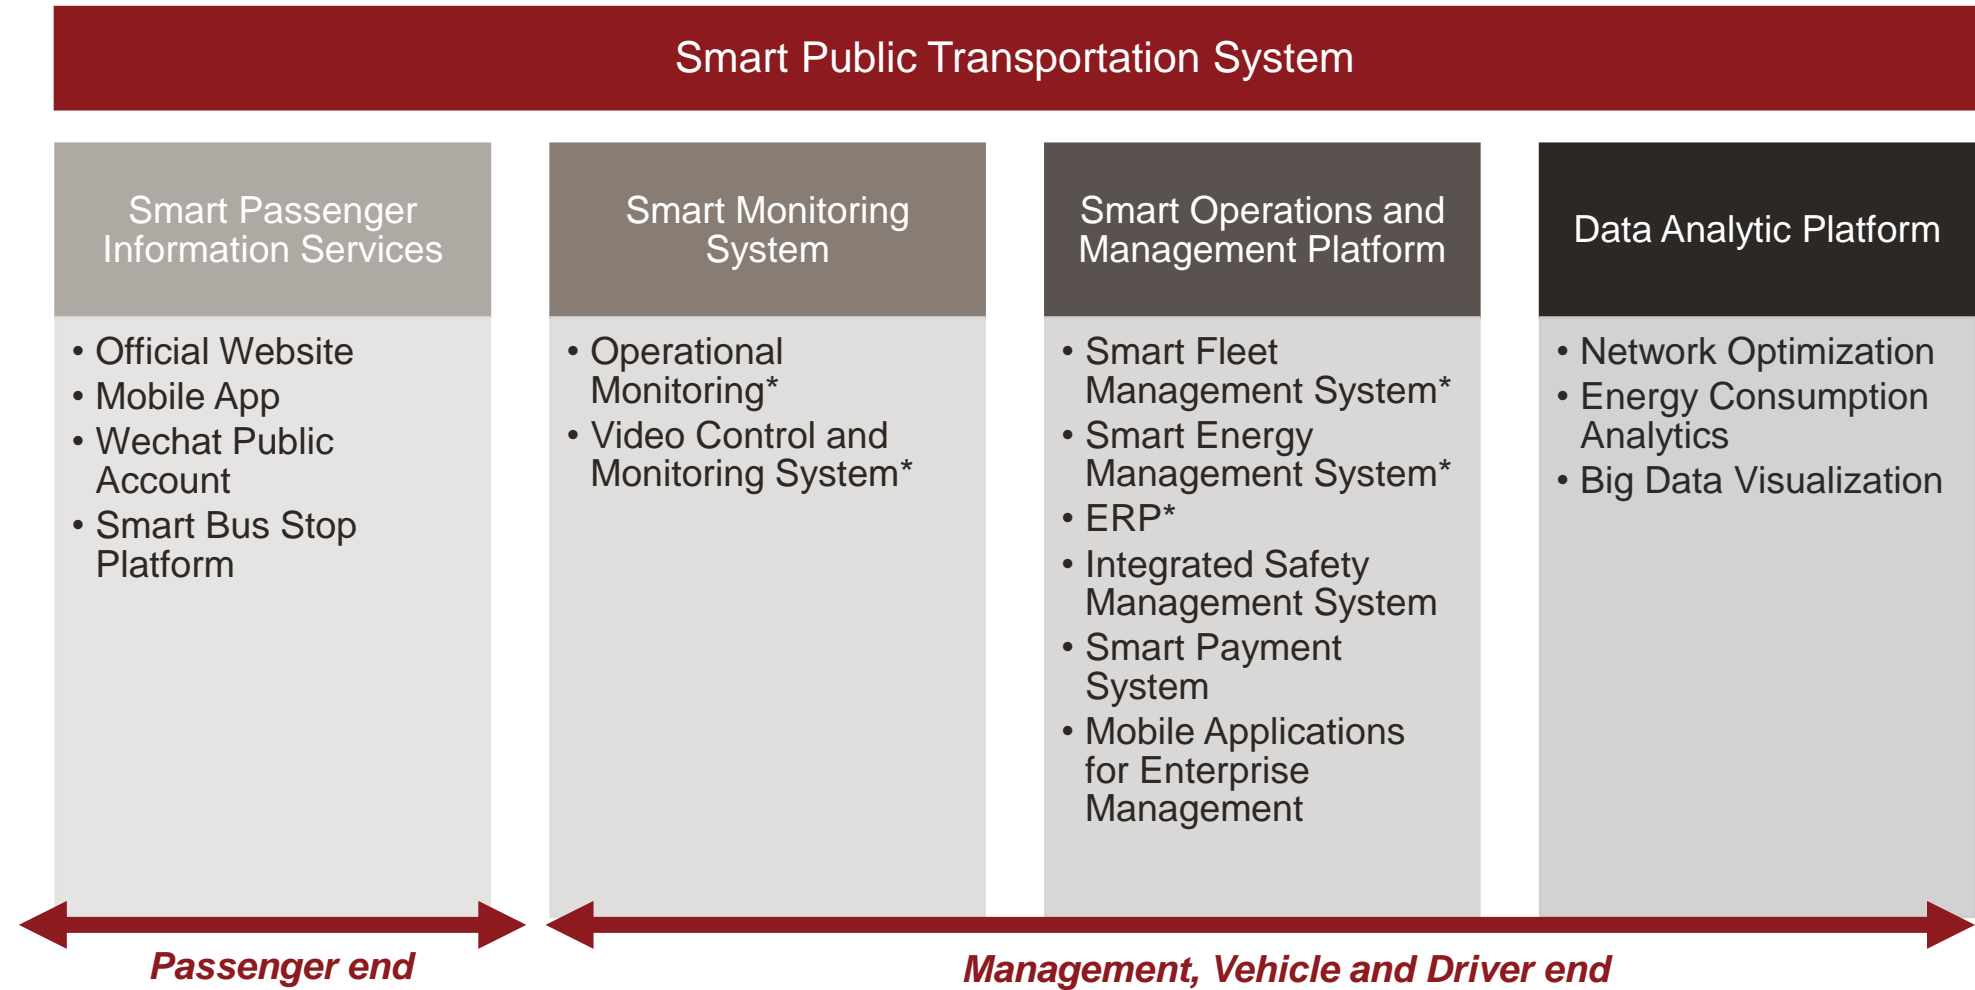 Smart Public Transportation System
Smart Passenger
Information Services
• Official Website
• Mobile App
• Wechat Public
Account
• Smart Bus Stop
Platform
Smart Monitoring
System
• Operational
Monitoring*
• Video Control and
Monitoring System*
Smart Operations and
Management Platform
• Smart Fleet
Management System*
• Smart Energy
Management System*
• ERP*
• Integrated Safety
Management System
• Smart Payment
System
• Mobile Applications
for Enterprise
Management
Data Analytic Platform
• Network Optimization
• Energy Consumption
Analytics
• Big Data Visualization
Passenger end
Management, Vehicle and Driver end